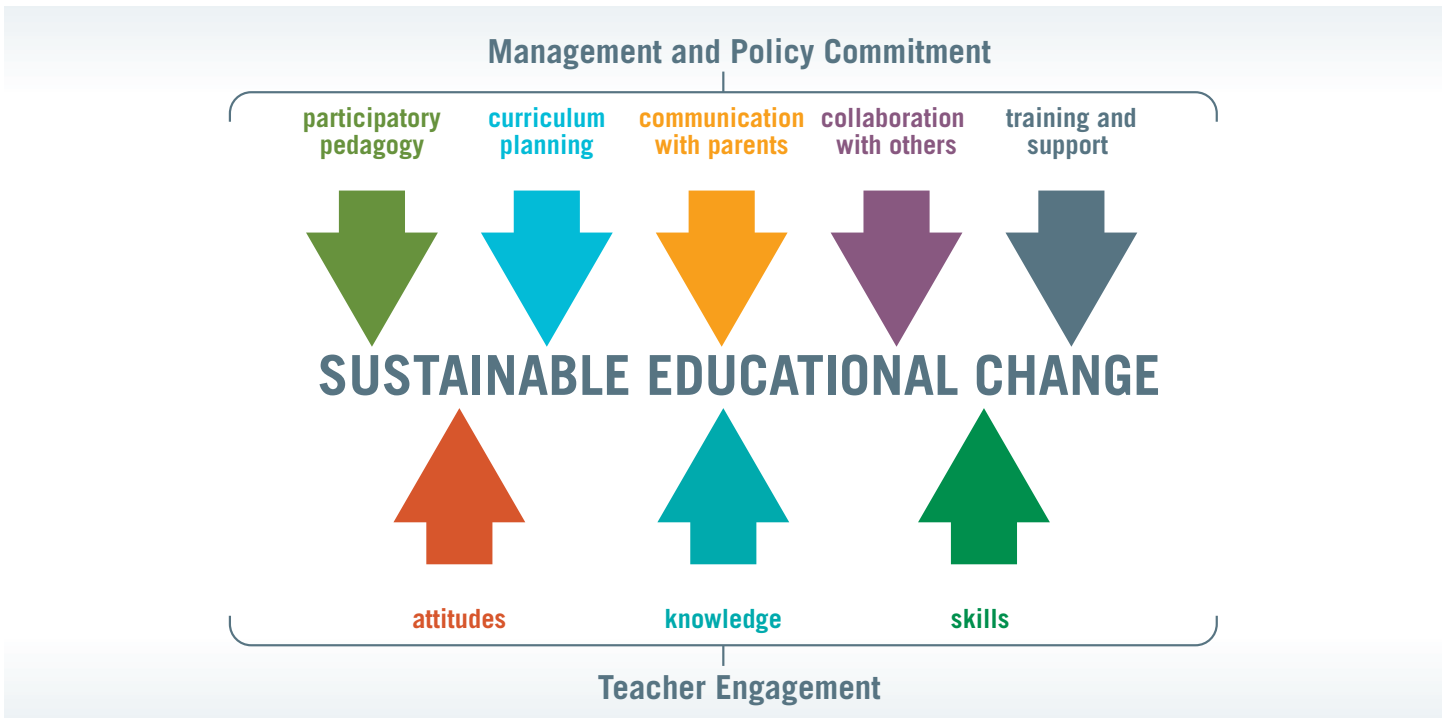 Management and Policy Commitment
participatory
pedagogy
curriculum
planning
communication
with parents
collaboration
with others
training and
support
SUSTAINABLE EDUCATIONAL CHANGE
attitudes
knowledge
skills
Teacher Engagement